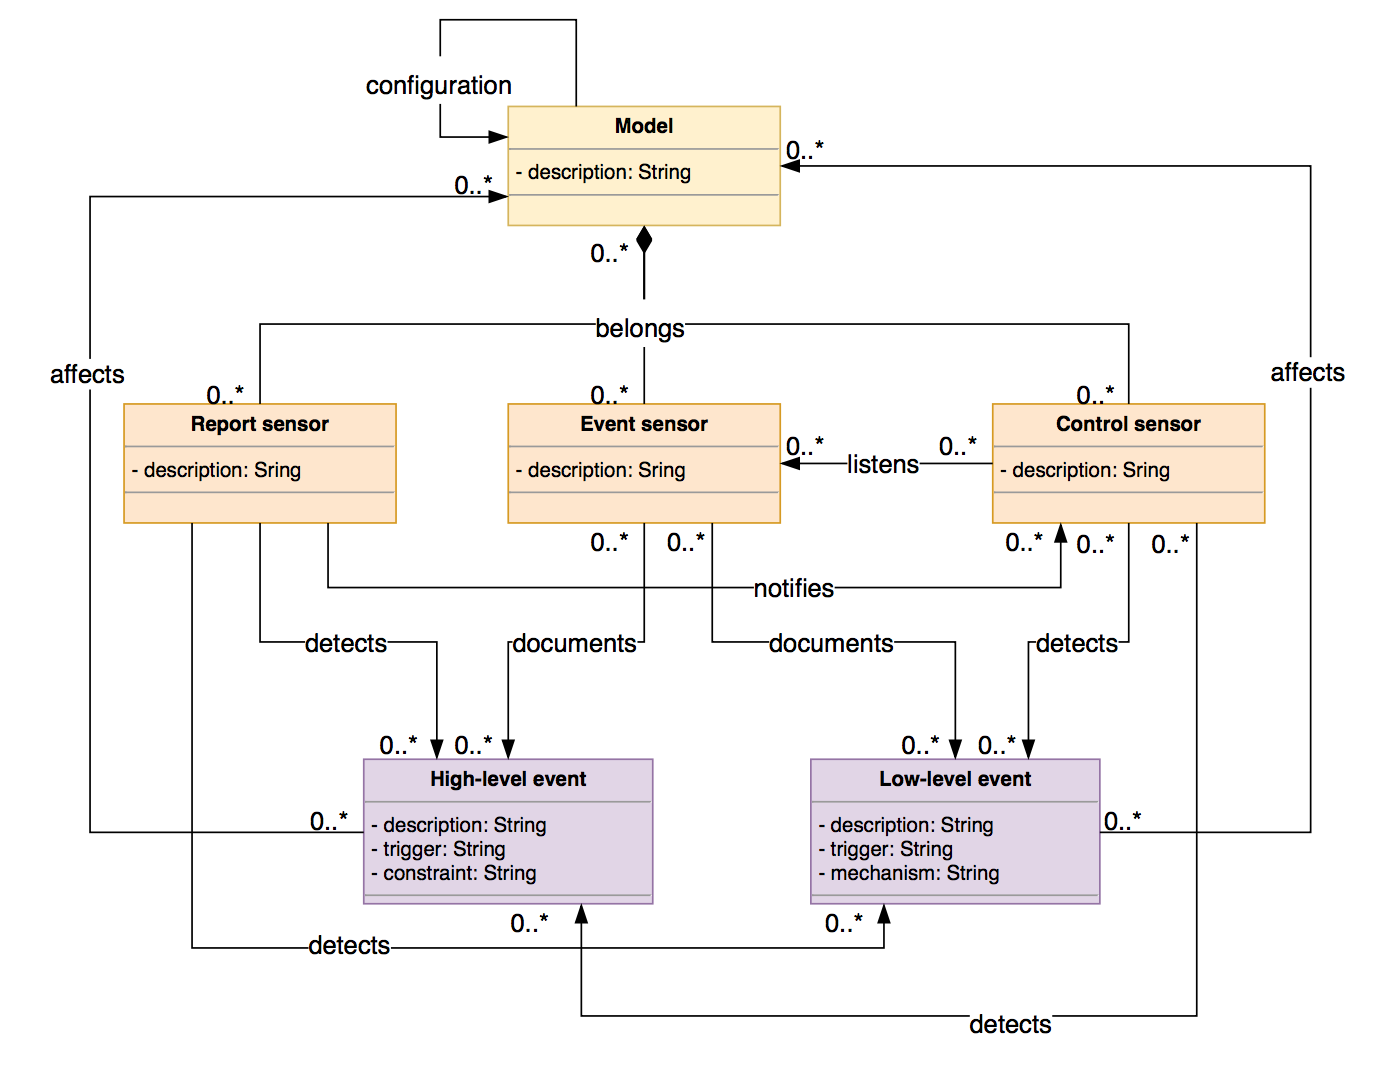 configuration
Model
0..*
- description: String
0..*
0..*
belongs
affects
affects
0..*
0..*
0..*
Report sensor
Event sensor
Control sensor
0..*
listens
0..*
- description: Sring
- description: Sring
- description: Sring
0..*
0..*
0..*
0..*
0..*
notifies
detects
documents
documents
detects
0..*
0..*
0..*
0..*
High-level event
Low-level event
0..*
- description: String
- trigger: String
- constraint: String
- description: String
- trigger: String
- mechanism: String
0..*
0..*
0..*
detects
detects